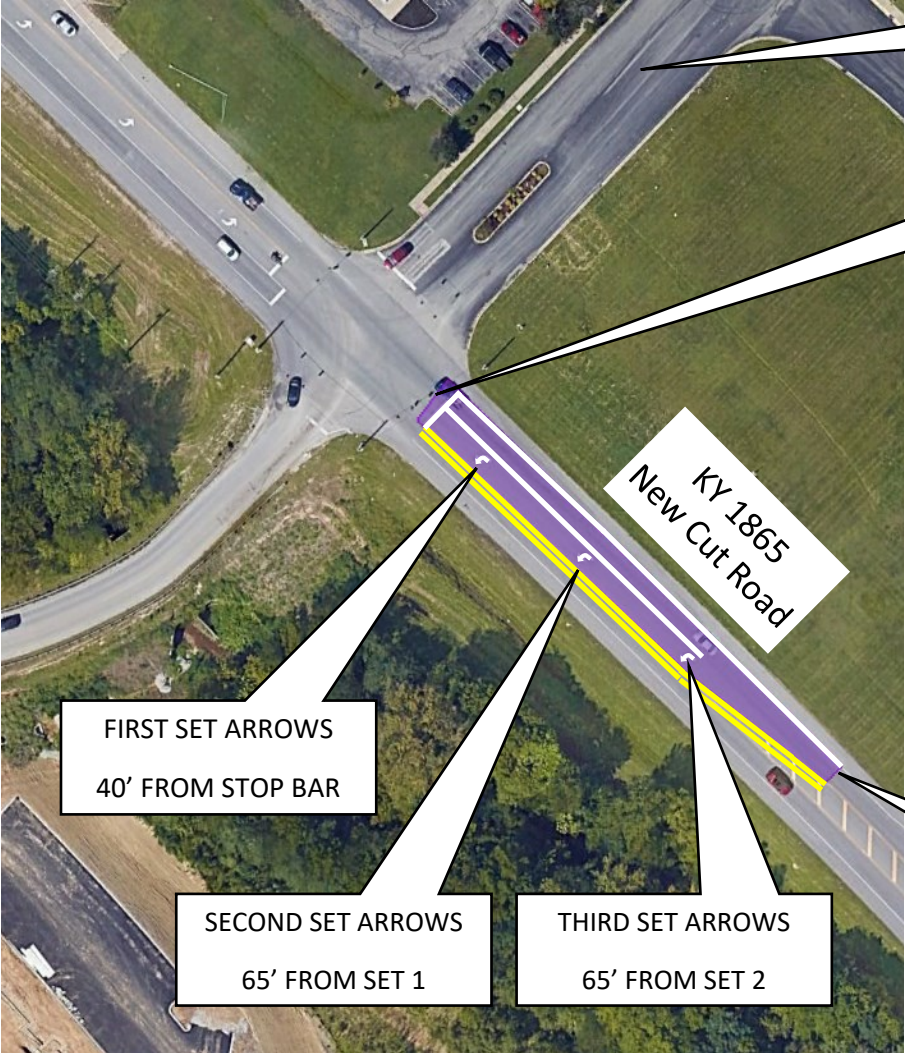 KY 1865
New Cut Road
FIRST SET ARROWS
40’ FROM STOP BAR
SECOND SET ARROWS
65’ FROM SET 1
THIRD SET ARROWS
65’ FROM SET 2